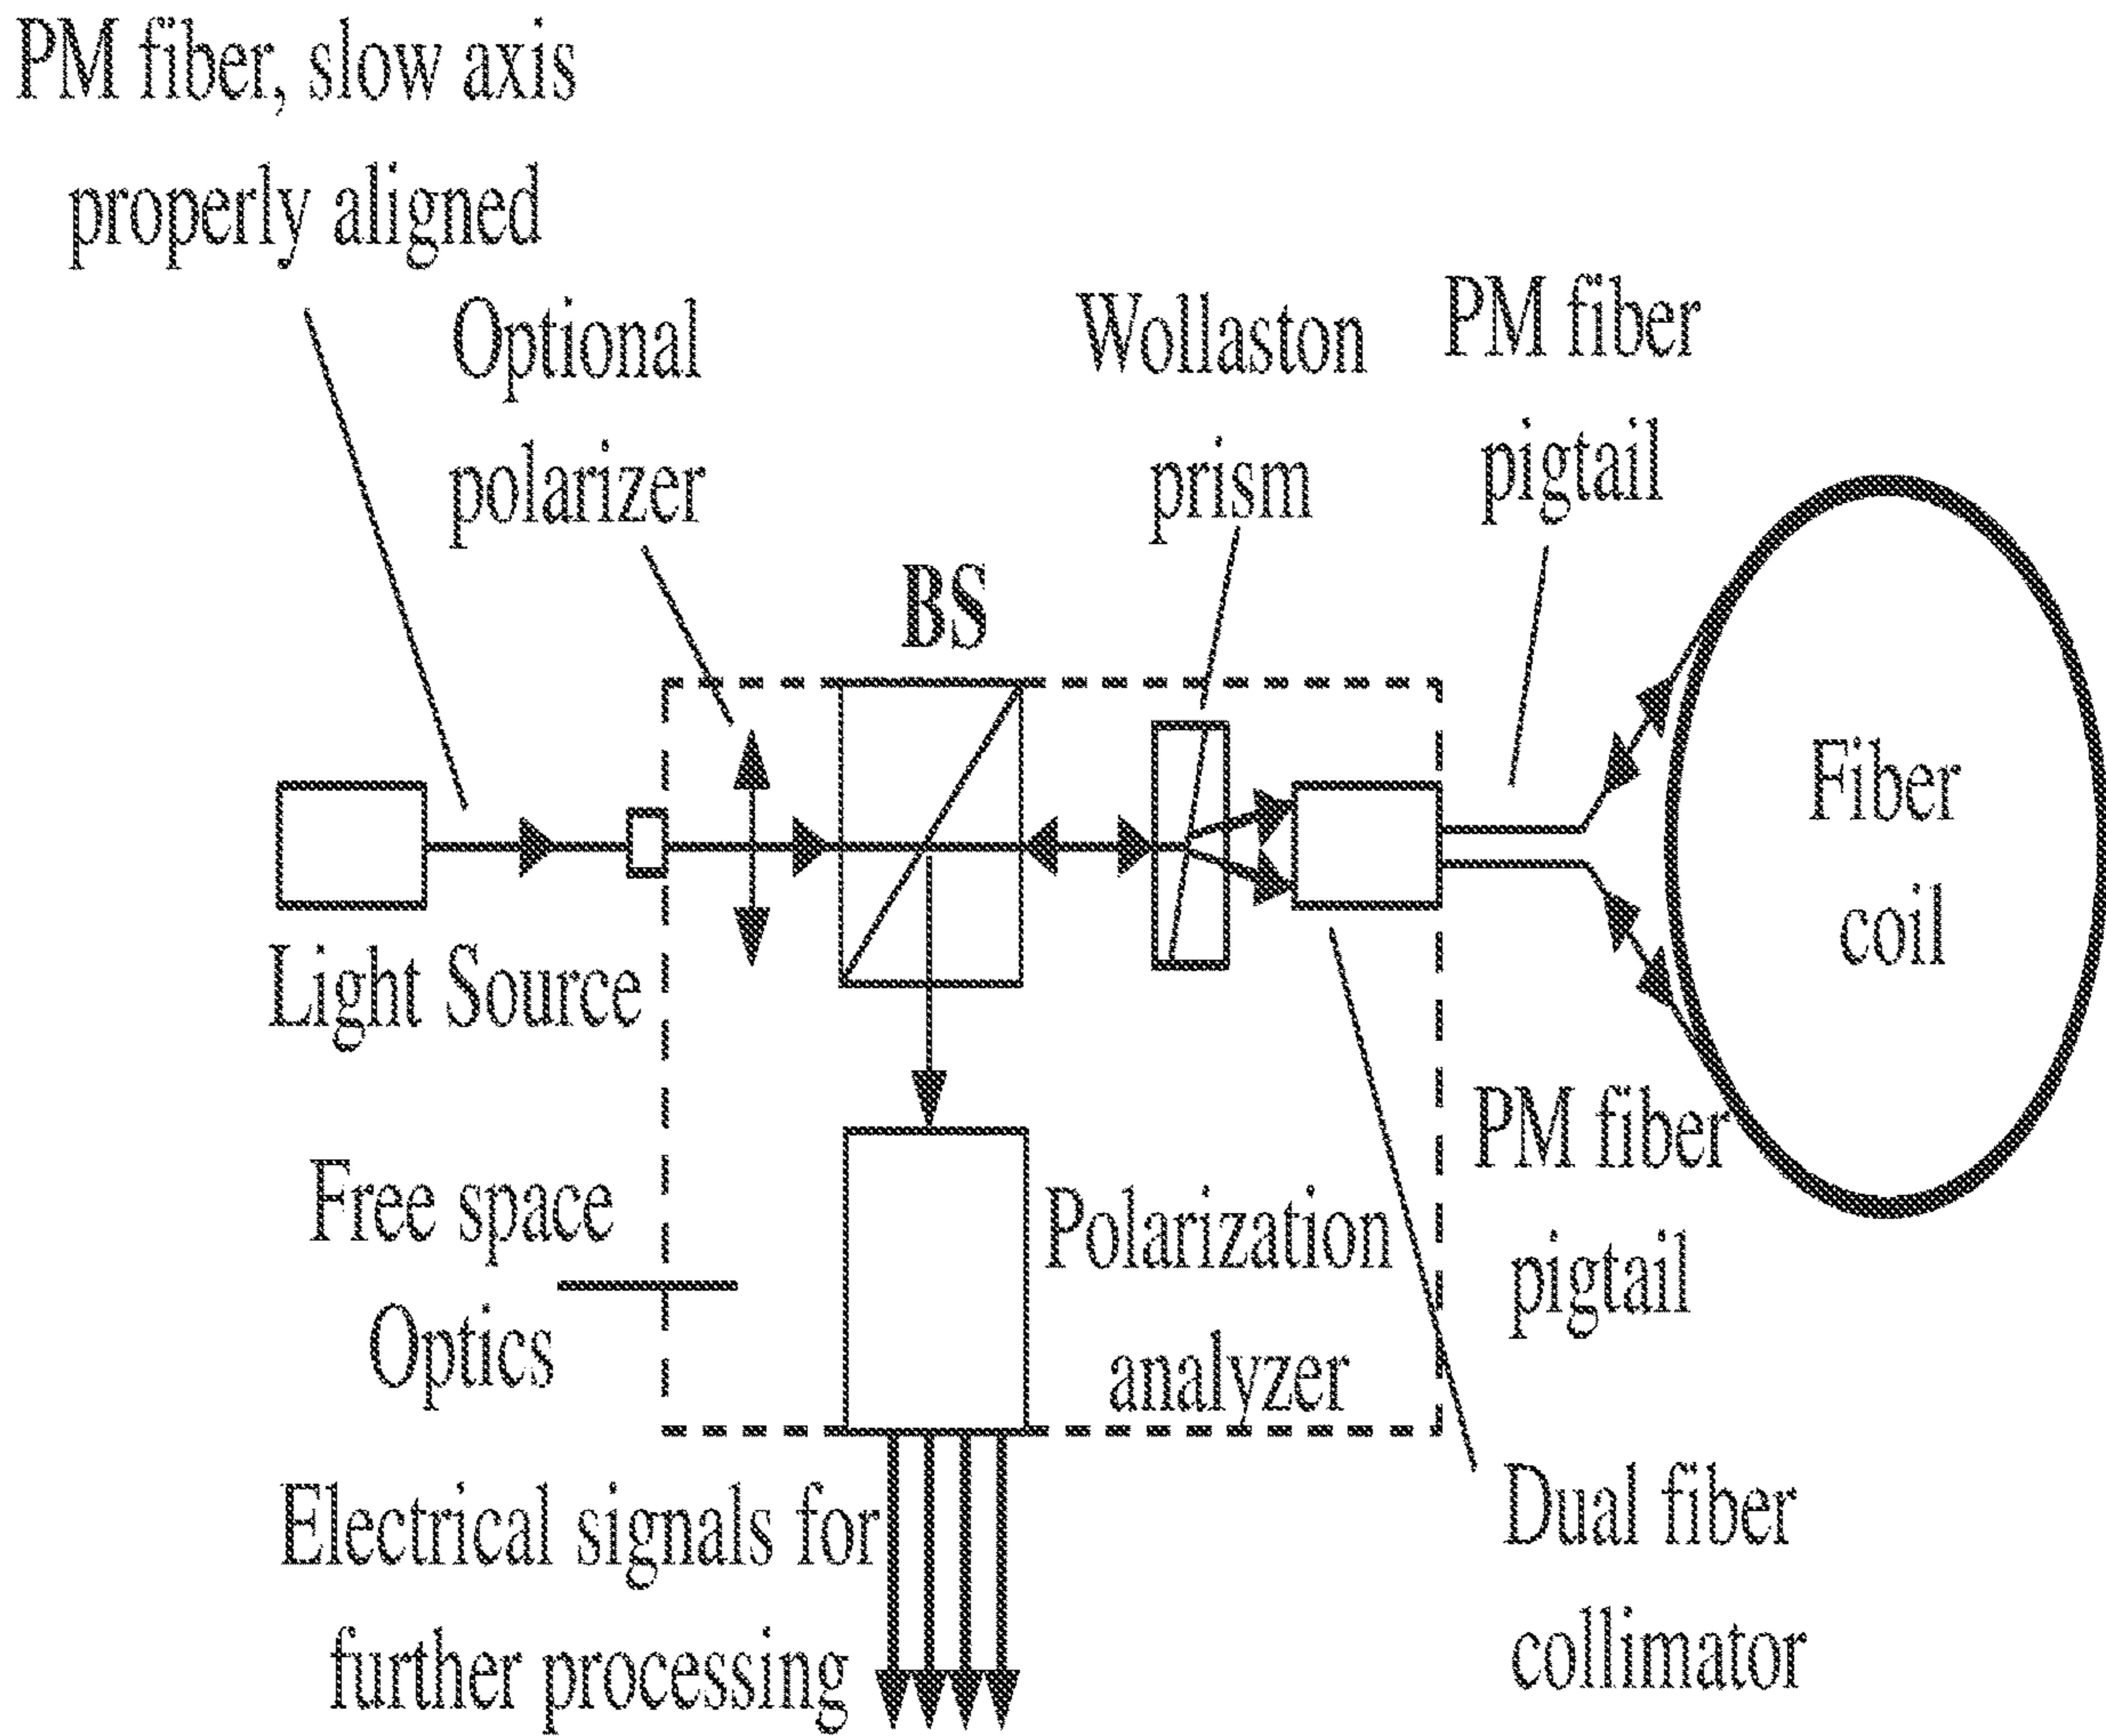 PM fiber, slow axis
properly aligned
Optional
polarizer
BS
Wollaston
prism
PM fiber
pigtail
Fiber
coil
Light Source
Free space
Optics
Polarization
analyzer
PM fiber
pigtail
Electrical signals for
further processing
Dual fiber
collimator